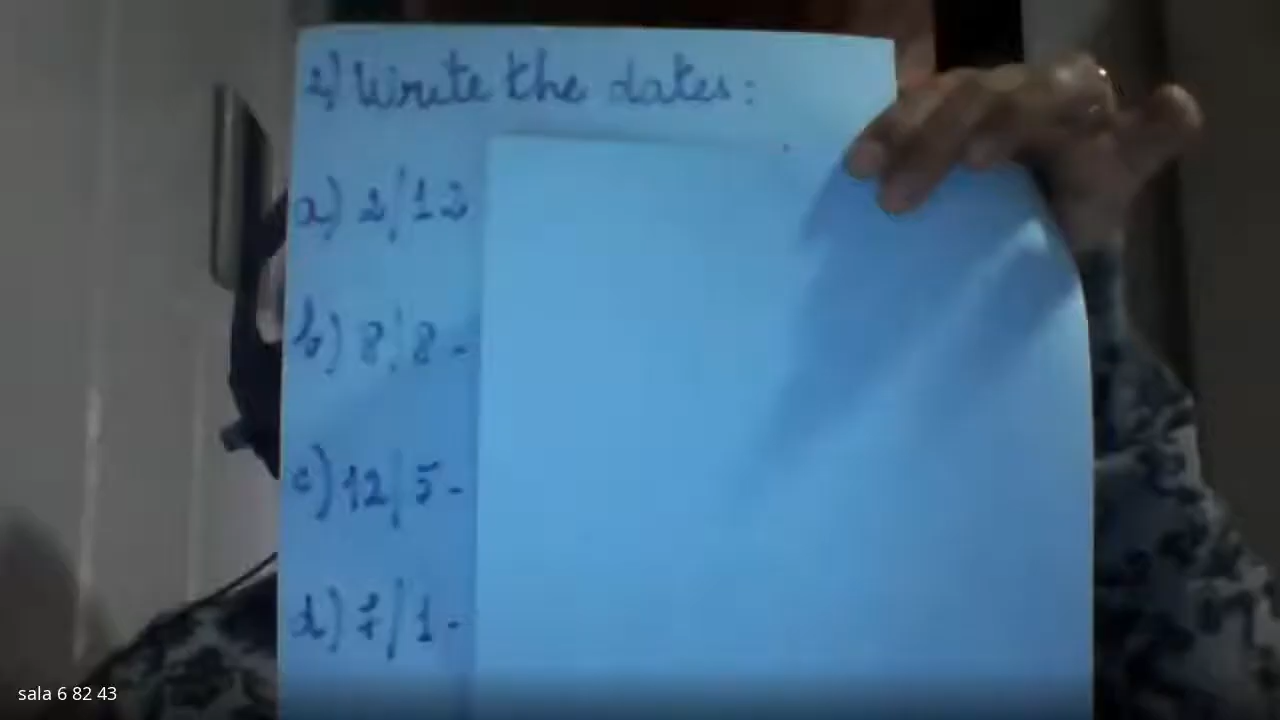 2) Write the dates:
a) 2/12
b) 8/8 -
c) 12/5 -
d) 7/1 -
sala 6 82 43